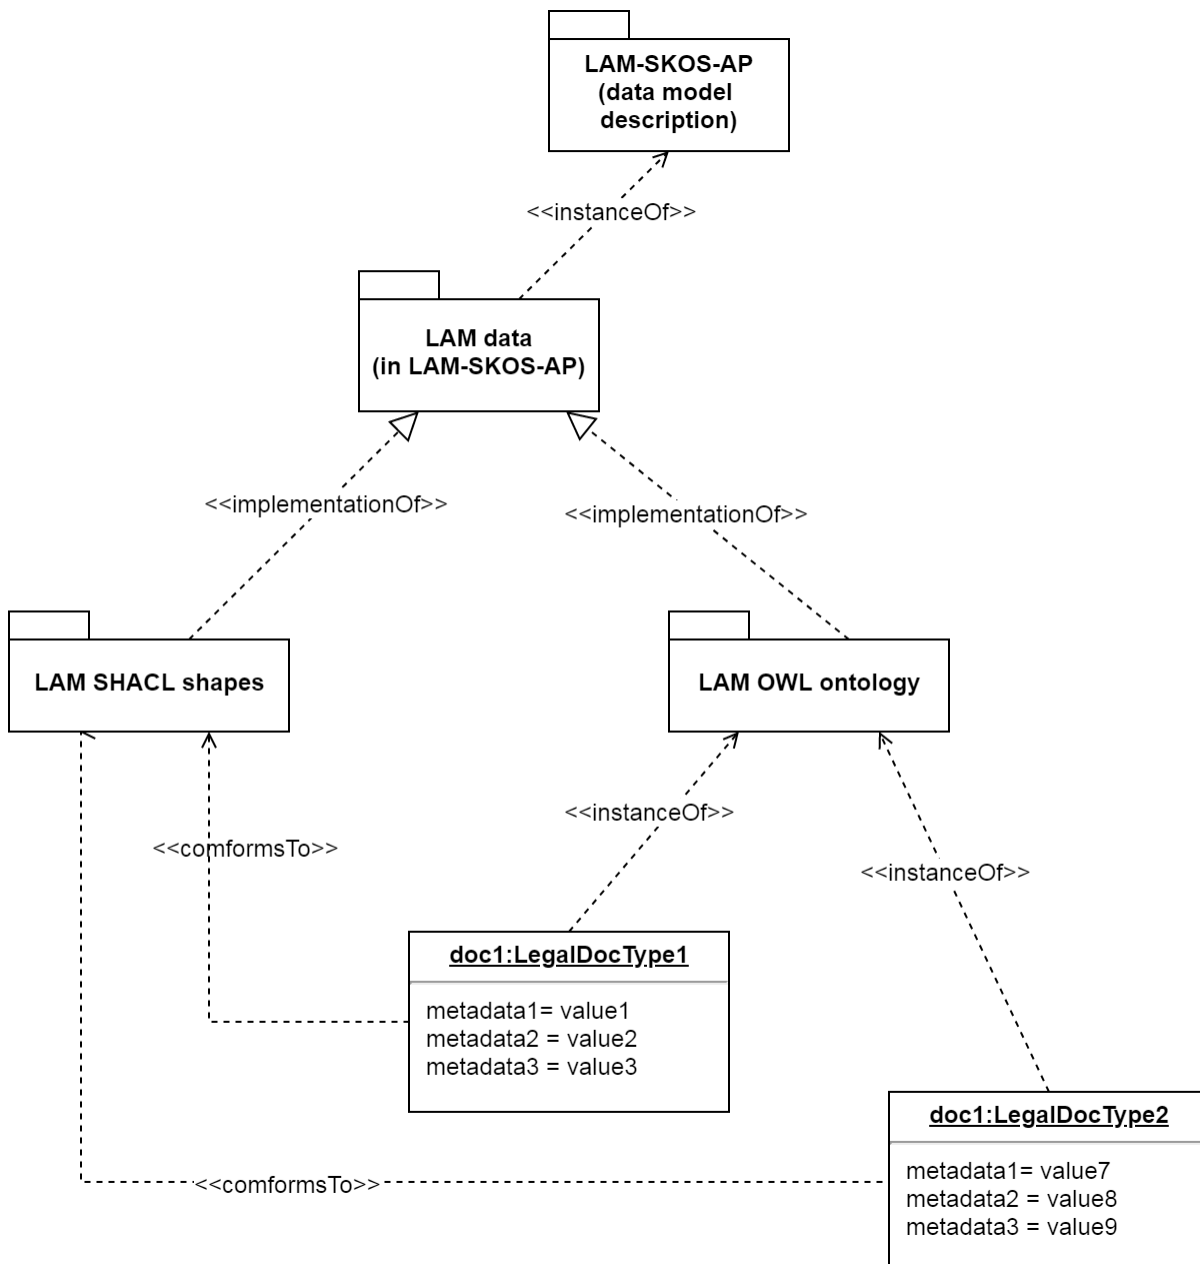 LAM-SKOS-AP
(data model
description)
<<instanceOf>>
LAM data
(in LAM-SKOS-AP)
<<implementationOf>>
<<implementationOf>>
LAM SHACL shapes
LAM OWL ontology
<<instanceOf>>
<<comformsTo>>
<<instanceOf>>
doc1:LegalDocType1
metadata1= value1
metadata2 = value2
metadata3 = value3
doc1:LegalDocType2
metadata1= value7
<<comformsTo>>
metadata2 = value8
metadata3 = value9